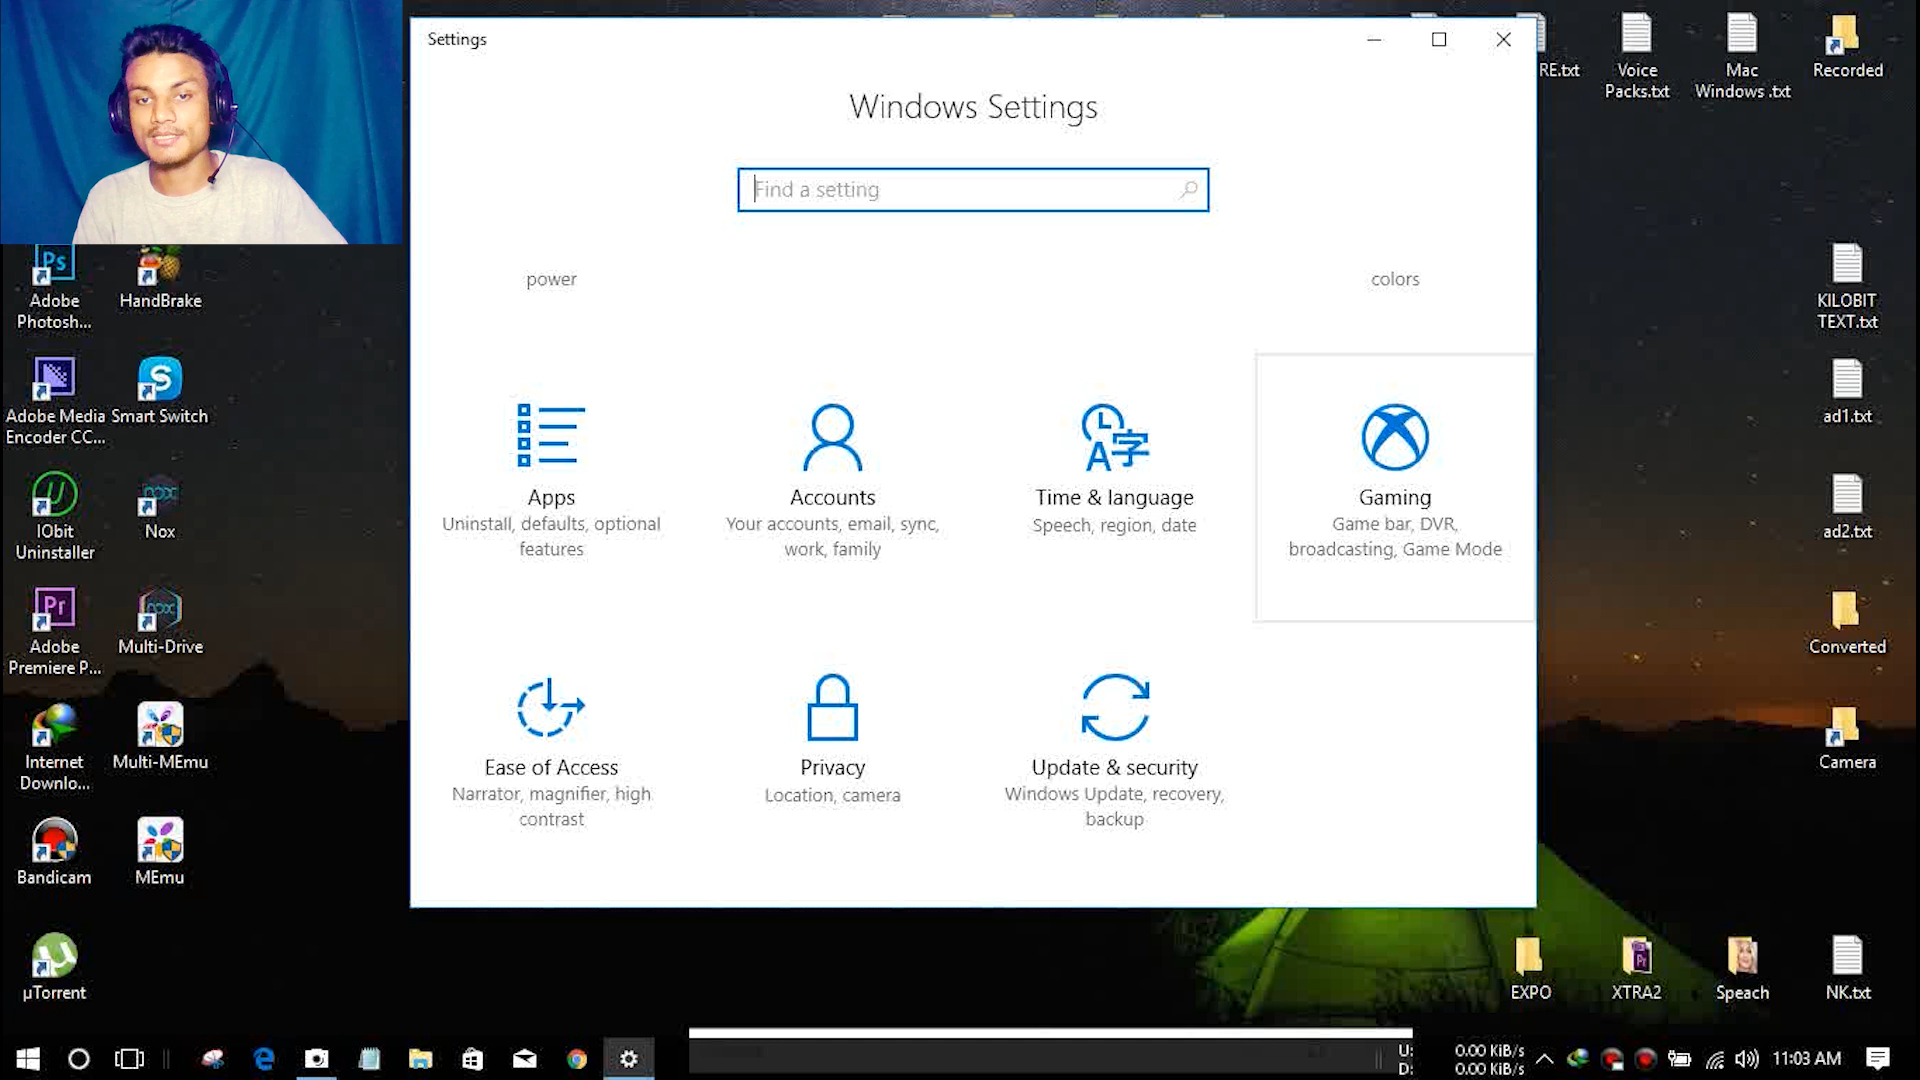 Settings
Windows Settings
Find a setting
power
colors
Apps
Uninstall, defaults, optional
features
Accounts
Your accounts, email, sync,
work, family
Time & language
Speech, region, date
Gaming
Game bar, DVR,
broadcasting, Game Mode
Ease of Access
Narrator, magnifier, high
contrast
Privacy
Location, camera
Update & security
Windows Update, recovery,
backup
Ps
Adobe
Photosh...
HandBrake
Adobe Media
Encoder CC...
S
Smart Switch
IObit
Uninstaller
nox
Nox
Pr
Adobe
Premiere P...
nox
Multi-Drive
Internet
Downlo...
Multi-MEmu
Bandicam
MEmu
µTorrent
RE.txt
Voice
Packs.txt
Mac
Windows .txt
Recorded
KILOBIT
TEXT.txt
ad1.txt
ad2.txt
Converted
Camera
EXPO
Pr
XTRA2
Speach
NK.txt
U: 0.00 KiB/s
D: 0.00 KiB/s
11:03 AM